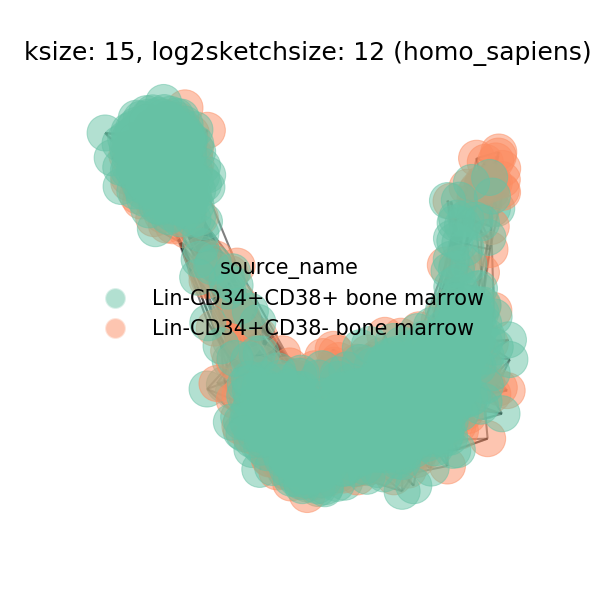 ksize: 15, log2sketchsize: 12 (homo_sapiens)
source_name
Lin-CD34+CD38+ bone marrow
Lin-CD34+CD38- bone marrow